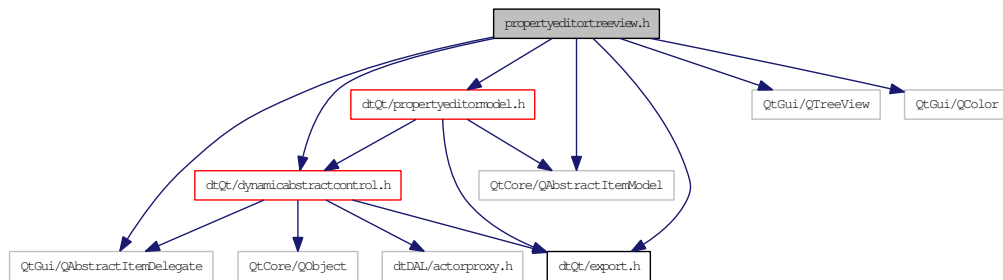 propertyeditortreeview.h
dtQt/propertyeditormodel.h
QtGui/QTreeView
QtGui/QColor
dtQt/dynamicabstractcontrol.h
QtCore/QAbstractItemModel
QtGui/QAbstractItemDelegate
QtCore/QObject
dtDAL/actorproxy.h
dtQt/export.h